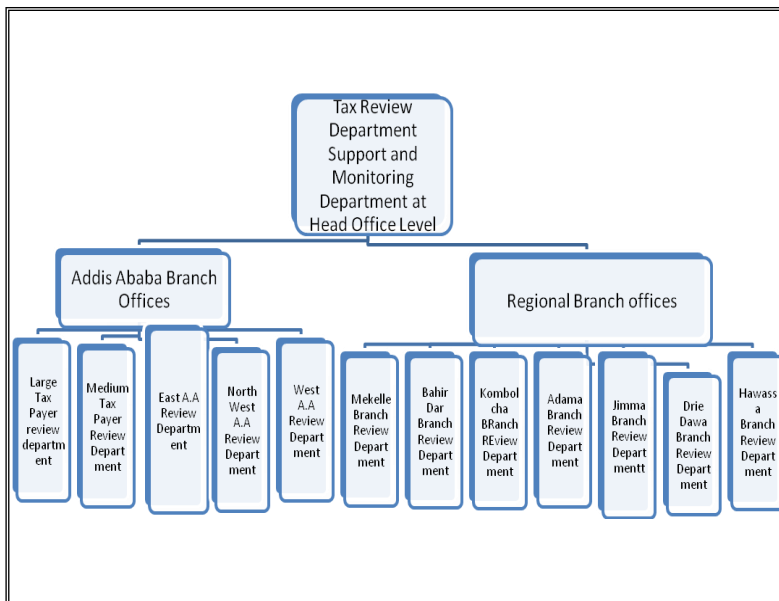 Tax Review
Department
Support and
Monitoring
Department at
Head Office Level
Addis Ababa Branch
Offices
Regional Branch offices
Large
Tax
Payer
review
departm
ent
Medium
Tax
Payer
Review
Depart
ment
East A.A
Review
Departm
ent
North
West
A.A
Review
Depart
ment
West
A.A
Review
Depart
ment
Mekelle
Branch
Review
Depart
ment
Bahir
Dar
Branch
Review
Depart
ment
Kombol
cha
BRanch
REview
Depart
ment
Adama
Branch
Review
Depart
ment
Jimma
Branch
Review
Depart
mentt
Drie
Dawa
Branch
Review
Depart
ment
Hawass
a
Branch
Review
Depart
ment